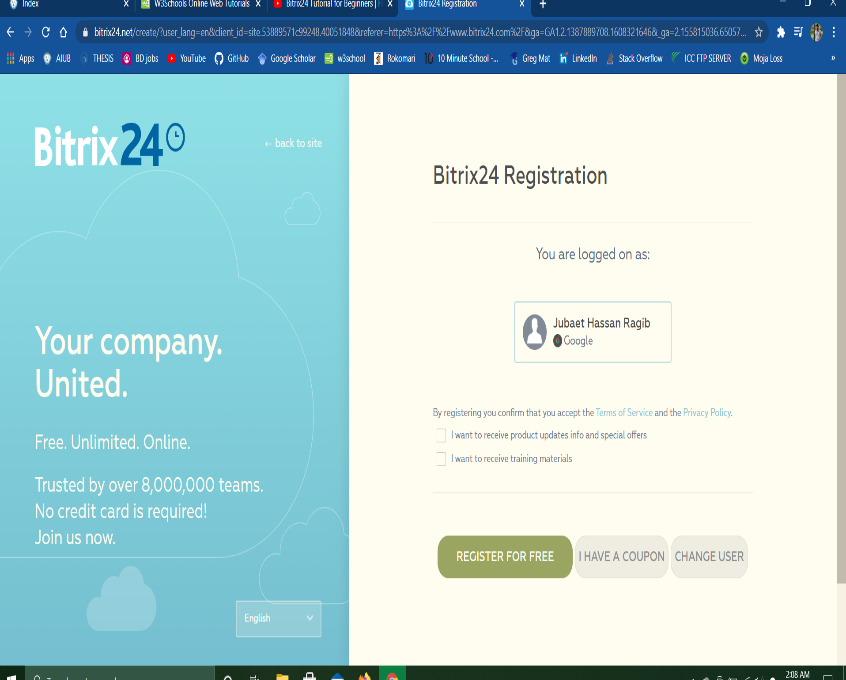 Index
W3Schools Online Web Tutorials
Bitrix24 Tutorial for Beginners |
Bitrix24 Registration
bitrix24.net/create/?user_lang=en&client_id=site.53889571c99248.40051848&referer=https%3A%2F%2Fwww.bitrix24.com%2F&ga=GA1.2.1387889708.1608321646&_ga=2.155815036.65057...
Apps AIUB THESIS BD jobs YouTube GitHub Google Scholar w3school Rokomari 10 Minute School -... Greg Mat LinkedIn Stack Overflow ICC FTP SERVER Moja Loss »
Bitrix24
← back to site
Your company.
United.
Free. Unlimited. Online.
Trusted by over 8,000,000 teams.
No credit card is required!
Join us now.
English
Bitrix24 Registration
You are logged on as:
Jubaet Hassan Ragib
Google
By registering you confirm that you accept the Terms of Service and the Privacy Policy.
I want to receive product updates info and special offers
I want to receive training materials
REGISTER FOR FREE
I HAVE A COUPON
CHANGE USER
2:08 AM